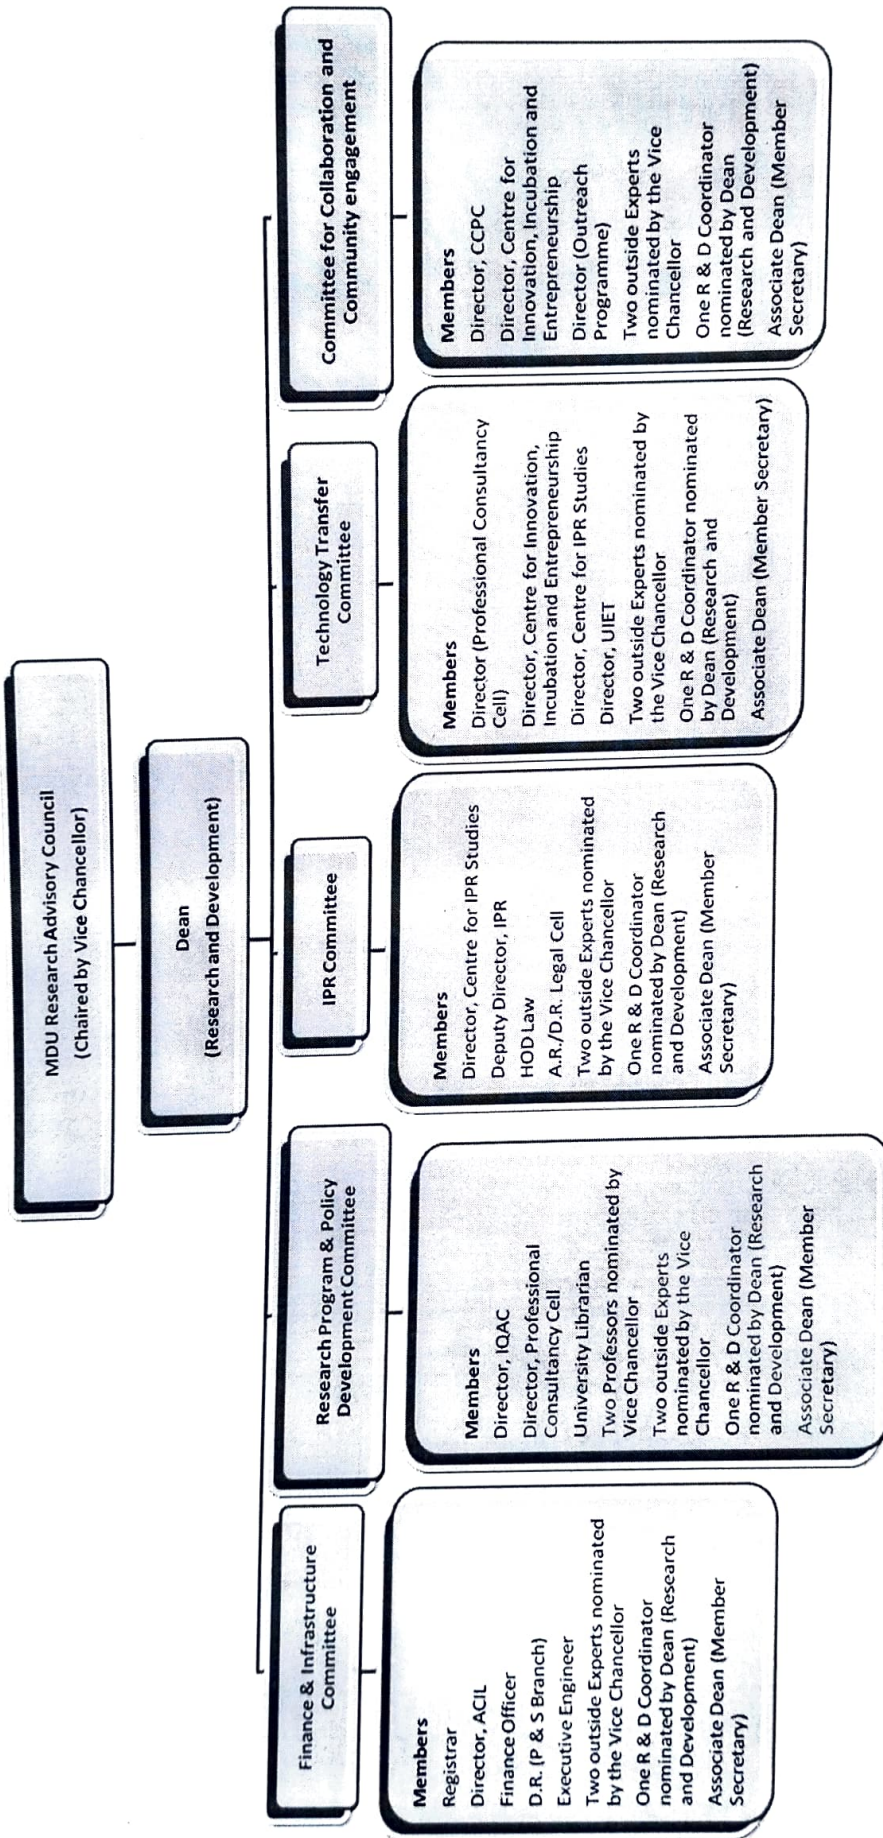 MDU Research Advisory Council
(Chaired by Vice Chancellor)
Dean
(Research and Development)
Finance & Infrastructure
Committee
Members
Registrar
Director, ACIL
Finance Officer
D.R. (P & S Branch)
Executive Engineer
Two outside Experts nominated
by the Vice Chancellor
One R & D Coordinator
nominated by Dean (Research
and Development)
Associate Dean (Member
Secretary)
Research Program & Policy
Development Committee
Members
Director, IQAC
Director, Professional
Consultancy Cell
University Librarian
Two Professors nominated by
Vice Chancellor
Two outside Experts
nominated by the Vice
Chancellor
One R & D Coordinator
nominated by Dean (Research
and Development)
Associate Dean (Member
Secretary)
IPR Committee
Members
Director, Centre for IPR Studies
Deputy Director, IPR
HOD Law
A.R./D.R. Legal Cell
Two outside Experts nominated
by the Vice Chancellor
One R & D Coordinator
nominated by Dean (Research
and Development)
Associate Dean (Member
Secretary)
Technology Transfer
Committee
Members
Director (Professional Consultancy
Cell)
Director, Centre for Innovation,
Incubation and Entrepreneurship
Director, Centre for IPR Studies
Director, UIET
Two outside Experts nominated by
the Vice Chancellor
One R & D Coordinator nominated
by Dean (Research and
Development)
Associate Dean (Member Secretary)
Committee for Collaboration and
Community engagement
Members
Director, CCPC
Director, Centre for
Innovation, Incubation and
Entrepreneurship
Director (Outreach
Programme)
Two outside Experts
nominated by the Vice
Chancellor
One R & D Coordinator
nominated by Dean
(Research and Development)
Associate Dean (Member
Secretary)